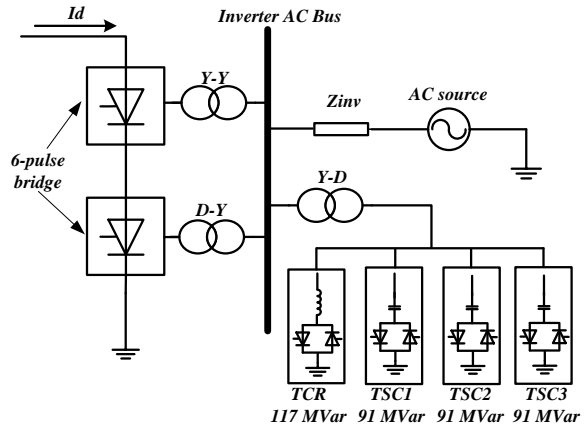 Id
Inverter AC Bus
Y-Y
Zinv
AC source
6-pulse
bridge
D-Y
Y-D
TCR
117 MVar
TSC1
91 MVar
TSC2
91 MVar
TSC3
91 MVar